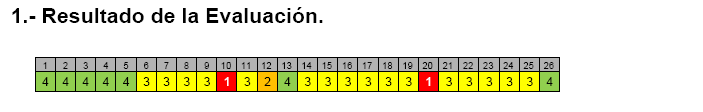 1.- Resultado de la Evaluación.
1 2 3 4 5 6 7 8 9 10 11 12 13 14 15 16 17 18 19 20 21 22 23 24 25 26
4 4 4 4 4 3 3 3 3 1 3 2 4 3 3 3 3 3 3 1 3 3 3 3 3 4